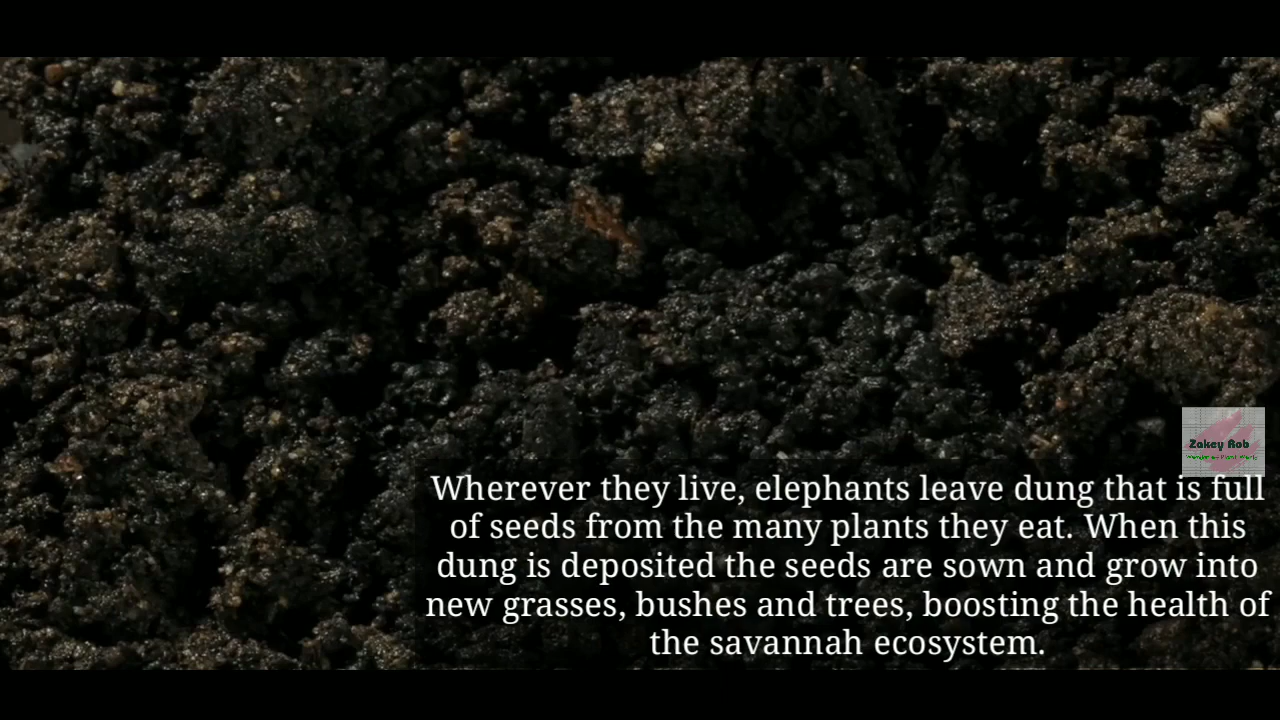 Zakey Rob
Wherever they live, elephants leave dung that is full
of seeds from the many plants they eat. When this
dung is deposited the seeds are sown and grow into
new grasses, bushes and trees, boosting the health of
the savannah ecosystem.